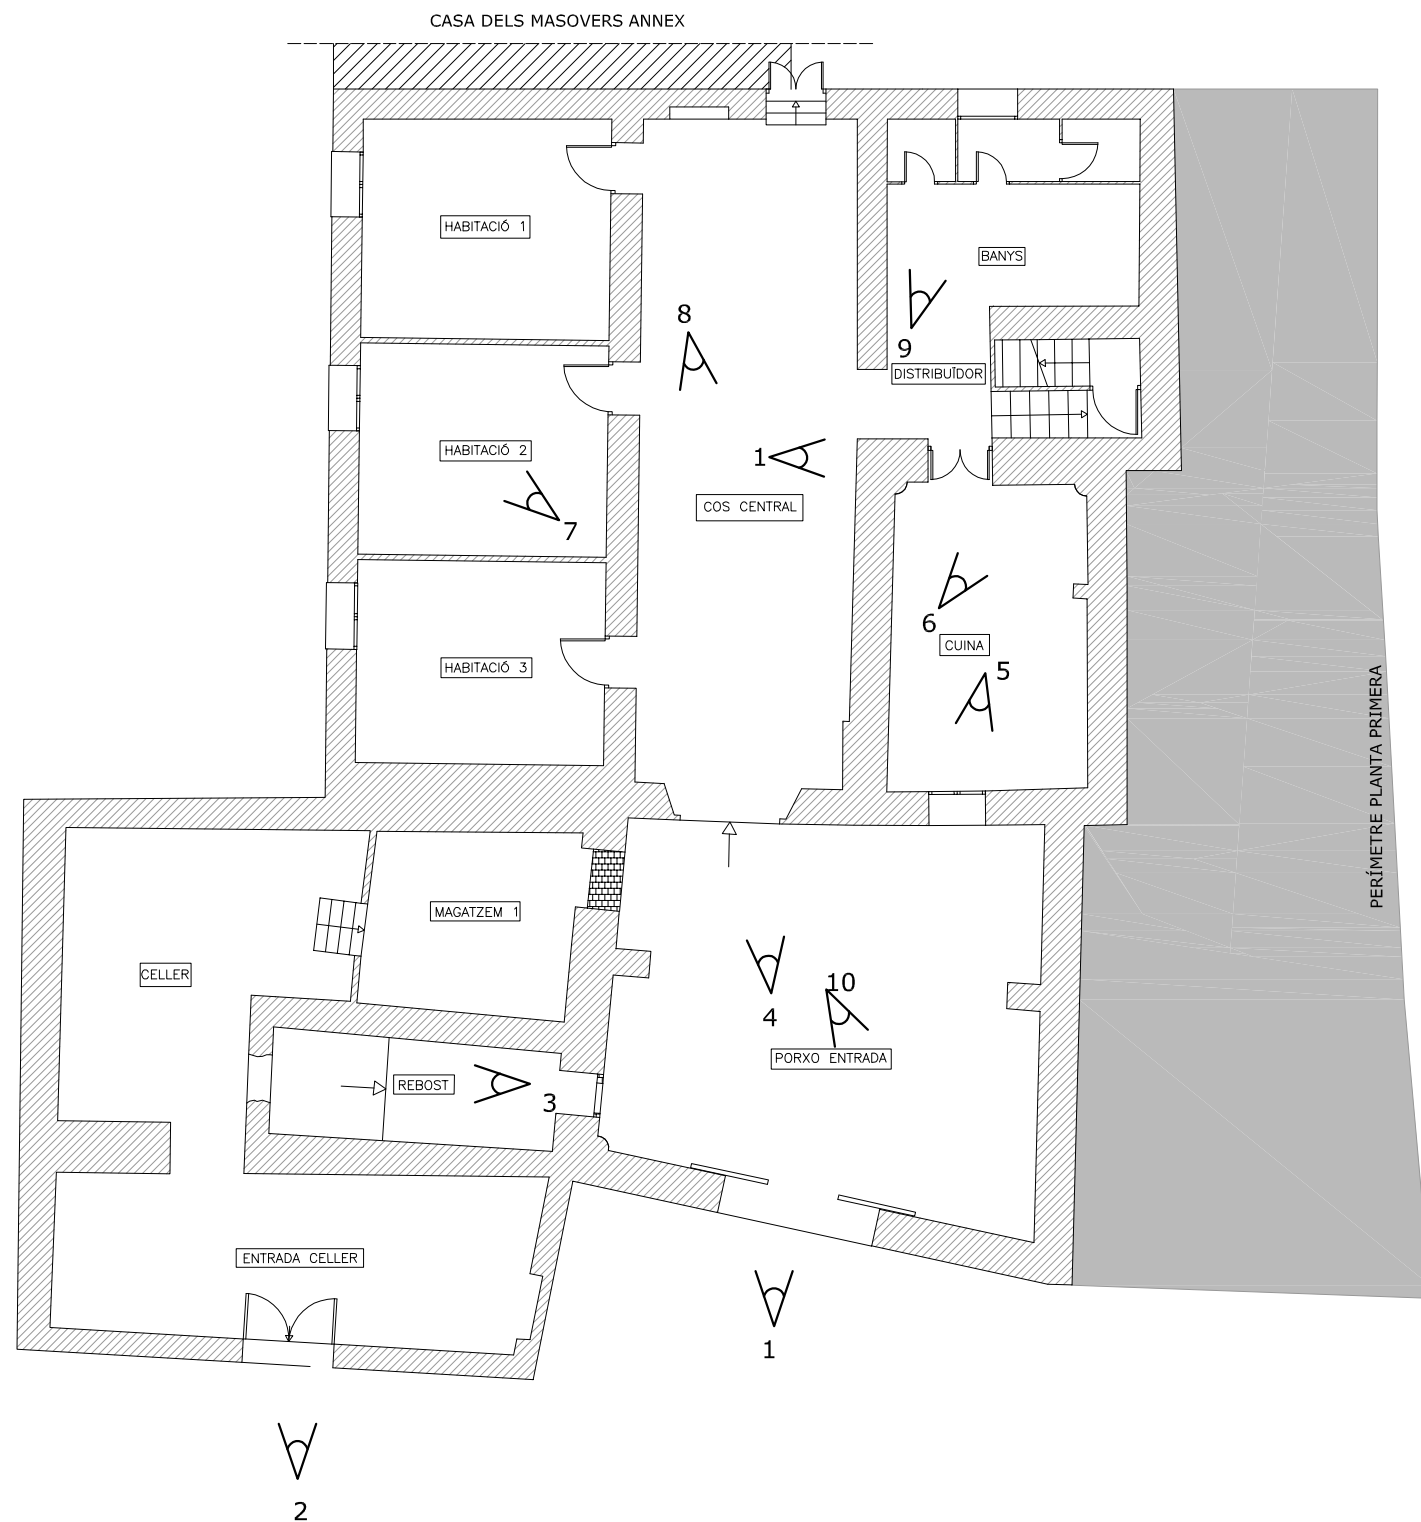 CASA DELS MASOVERS ANNEX
HABITACIÓ 1
BANYS
8
9
DISTRIBUÏDOR
HABITACIÓ 2
1
COS CENTRAL
7
6
CUINA
HABITACIÓ 3
5
PERÍMETRE PLANTA PRIMERA
MAGATZEM 1
CELLER
10
4
PORXO ENTRADA
REBOST
3
ENTRADA CELLER
1
2